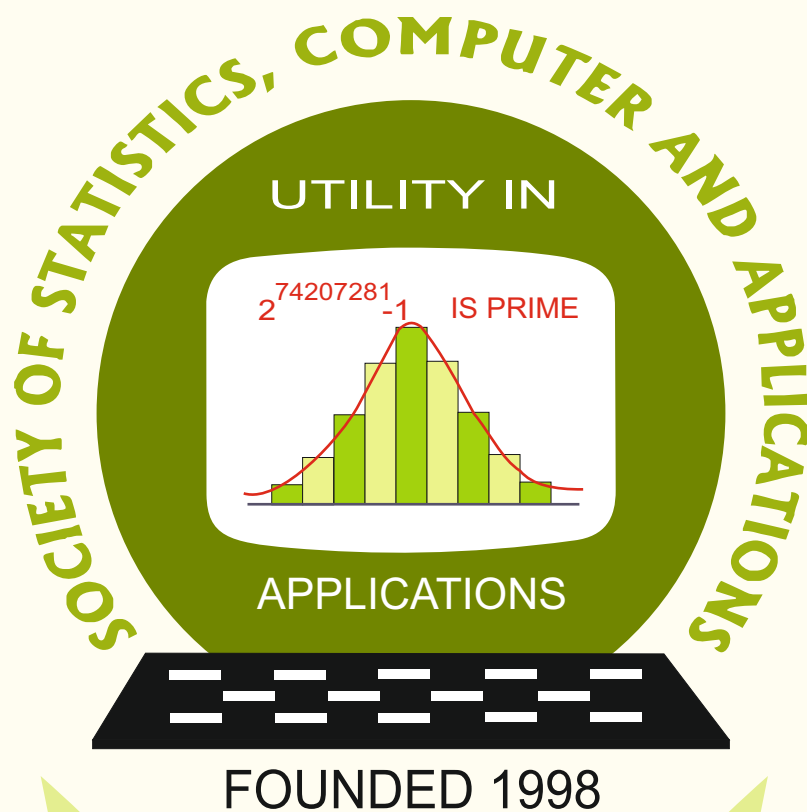 SOCIETY OF STATISTICS, COMPUTER AND APPLICATIONS
UTILITY IN
2^74207281-1 IS PRIME
APPLICATIONS
FOUNDED 1998